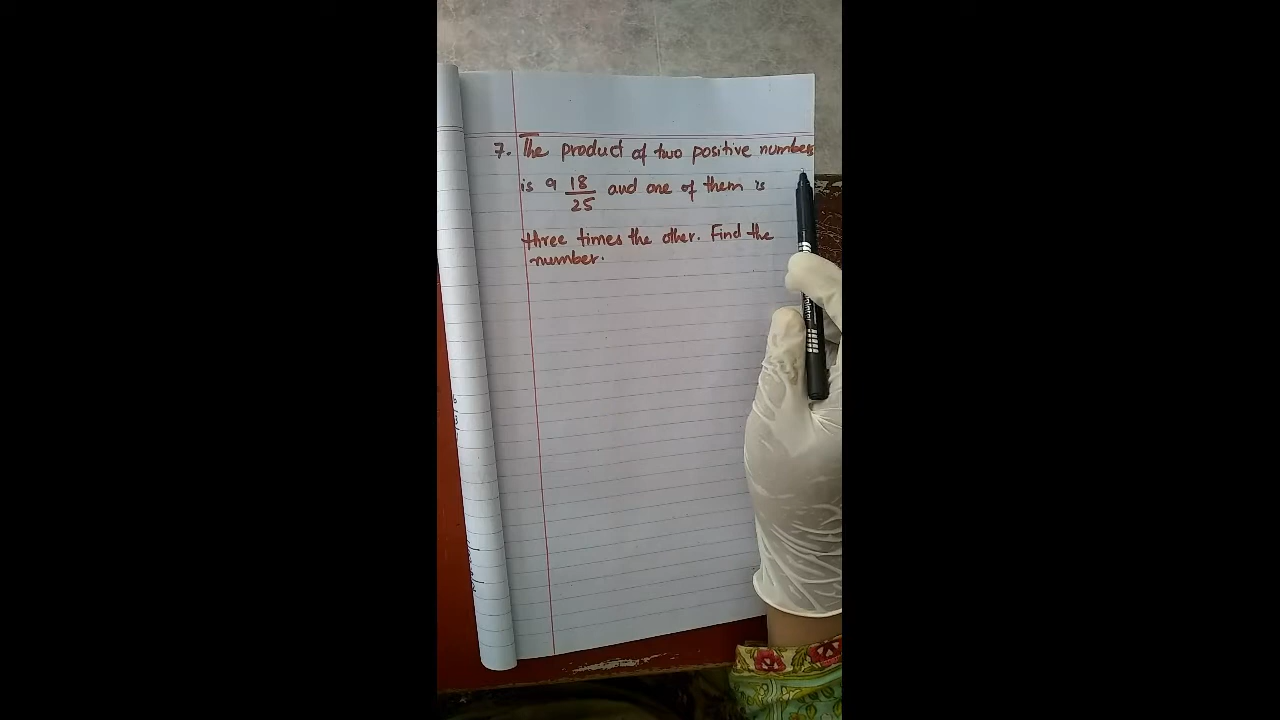 7. The product of two positive numbers
is 9 18/25 and one of them is
three times the other. Find the
number.